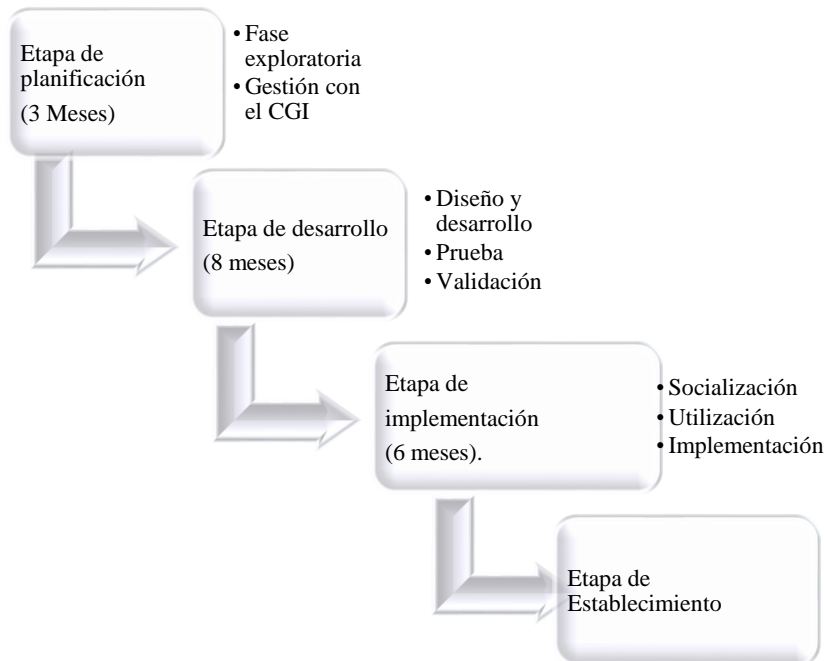 Etapa de
planificación
(3 Meses)
• Fase
exploratoria
• Gestión con
el CGI
Etapa de desarrollo
(8 meses)
• Diseño y
desarrollo
• Prueba
• Validación
Etapa de
implementación
(6 meses).
• Socialización
• Utilización
• Implementación
Etapa de
Establecimiento